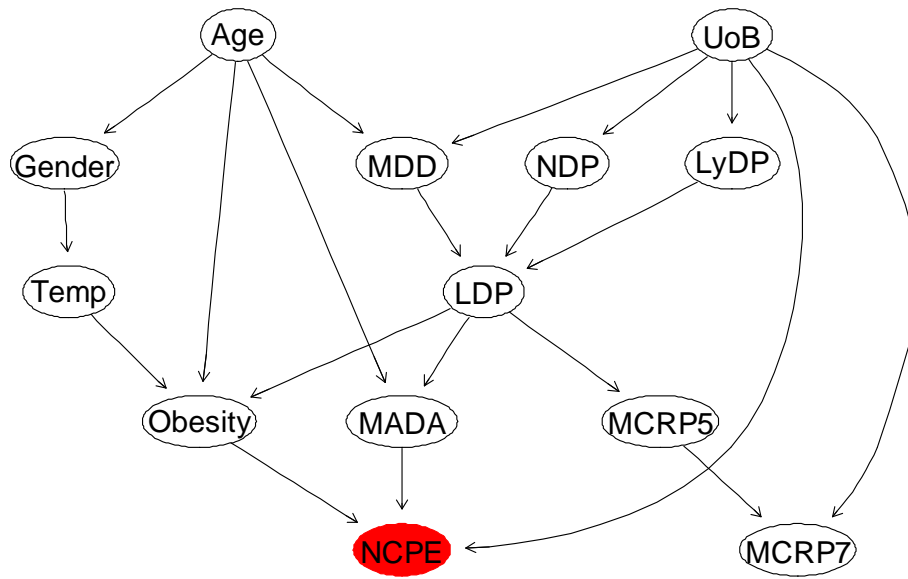 Age
UoB
Gender
MDD
NDP
LyDP
Temp
LDP
Obesity
MADA
MCRP5
NCPE
MCRP7